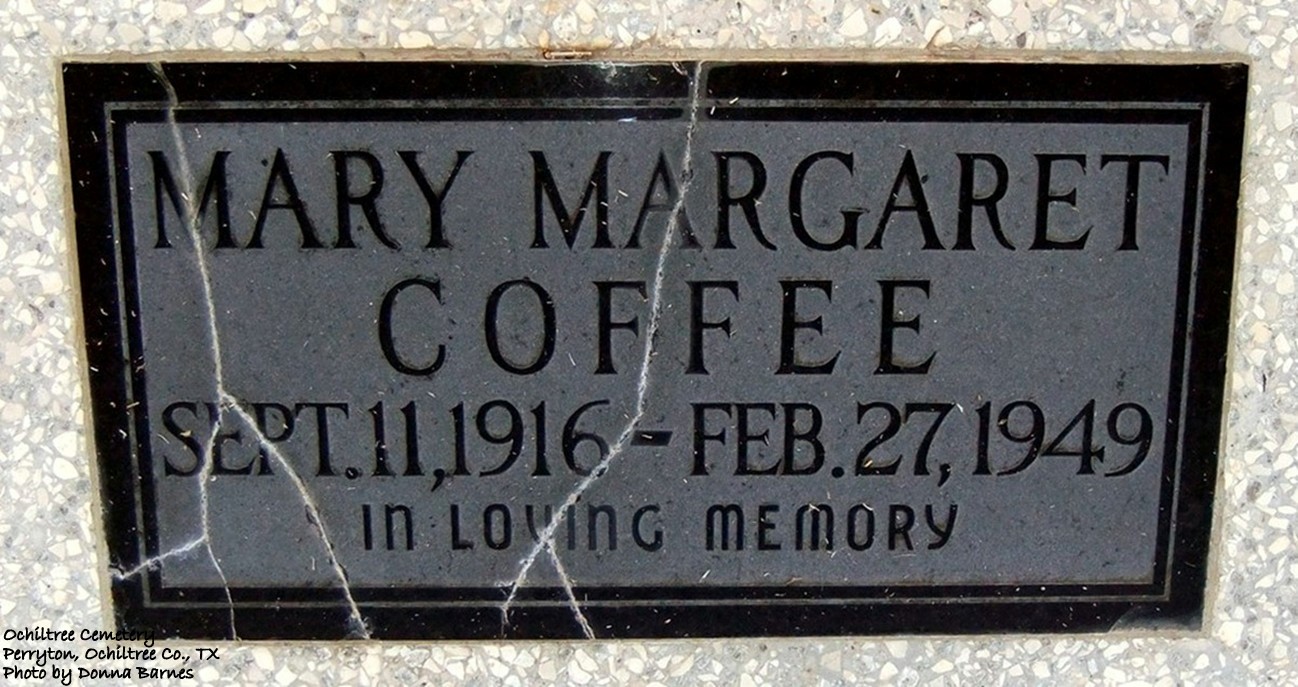 MARY MARGARET
COFFEE
SEPT. 11, 1916 - FEB. 27, 1949
IN LOVING MEMORY
Ochiltree Cemetery
Perryton, Ochiltree Co., TX
Photo by Donna Barnes